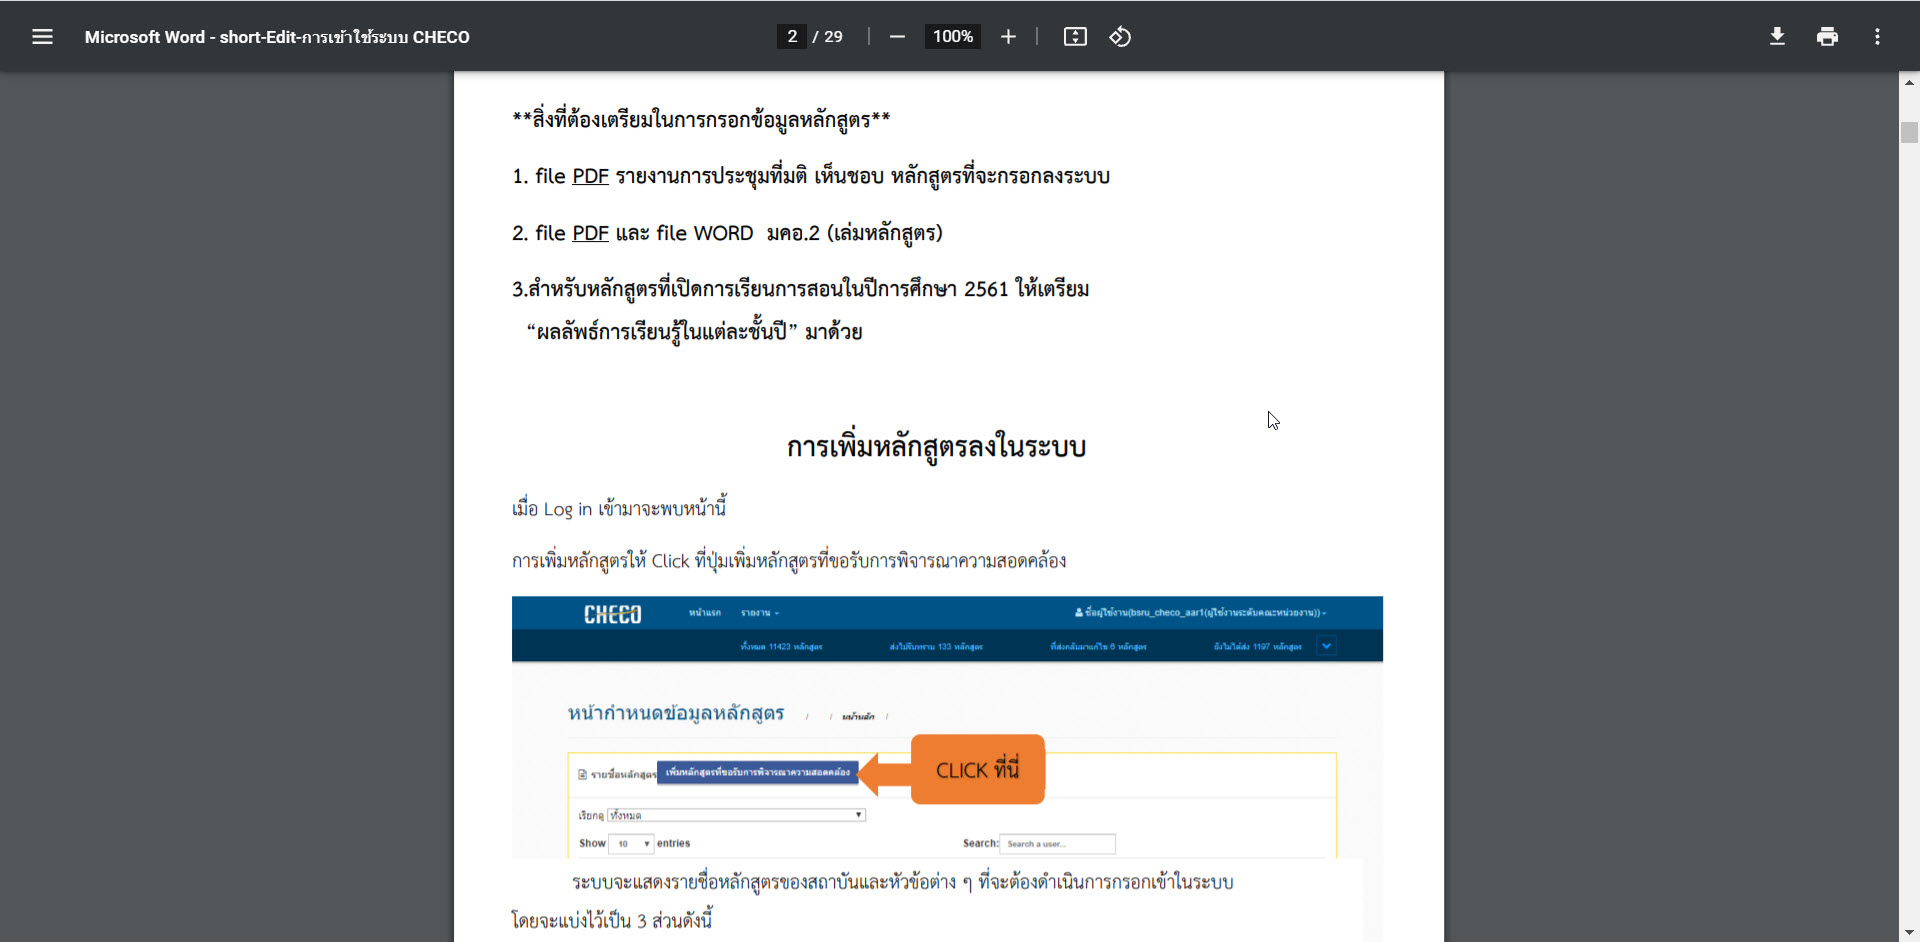 Microsoft Word - short-Edit-การเข้าใช้ระบบ CHECO
2 / 29
100%
**สิ่งที่ต้องเตรียมในการกรอกข้อมูลหลักสูตร**
1. file PDF รายงานการประชุมที่มติ เห็นชอบ หลักสูตรที่จะกรอกลงระบบ
2. file PDF และ file WORD มคอ.2 (เล่มหลักสูตร)
3.สำหรับหลักสูตรที่เปิดการเรียนการสอนในปีการศึกษา 2561 ให้เตรียม
“ผลลัพธ์การเรียนรู้ในแต่ละชั้นปี” มาด้วย
การเพิ่มหลักสูตรลงในระบบ
เมื่อ Log in เข้ามาจะพบหน้านี้
การเพิ่มหลักสูตรให้ Click ที่ปุ่มเพิ่มหลักสูตรที่ขอรับการพิจารณาความสอดคล้อง
CHECO หน้าแรก รายงาน ชื่อผู้ใช้งาน(bsru_checo_aar1(ผู้ใช้งานระดับคณะหน่วยงาน))
ทั้งหมด 11423 หลักสูตร ส่งไปรับทราบ 133 หลักสูตร ที่ส่งกลับมาแก้ไข 6 หลักสูตร ยังไม่ได้ส่ง 1197 หลักสูตร
หน้ากำหนดข้อมูลหลักสูตร / / หน้าหลัก /
รายชื่อหลักสูตร เพิ่มหลักสูตรที่ขอรับการพิจารณาความสอดคล้อง CLICK ที่นี่
เรียกดู ทั้งหมด
Show 10 entries Search: Search a user...
ระบบจะแสดงรายชื่อหลักสูตรของสถาบันและหัวข้อต่าง ๆ ที่จะต้องดำเนินการกรอกเข้าในระบบ
โดยจะแบ่งไว้เป็น 3 ส่วนดังนี้